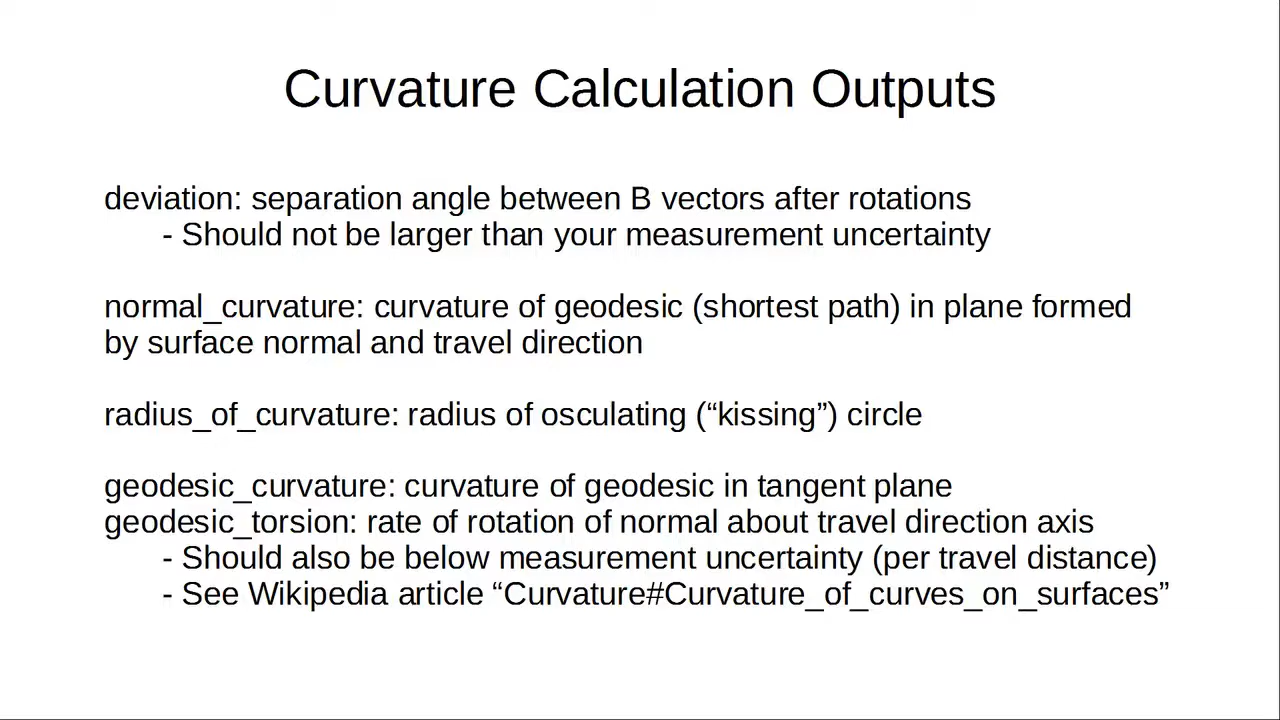 Curvature Calculation Outputs
deviation: separation angle between B vectors after rotations
- Should not be larger than your measurement uncertainty
normal_curvature: curvature of geodesic (shortest path) in plane formed
by surface normal and travel direction
radius_of_curvature: radius of osculating (“kissing”) circle
geodesic_curvature: curvature of geodesic in tangent plane
geodesic_torsion: rate of rotation of normal about travel direction axis
- Should also be below measurement uncertainty (per travel distance)
- See Wikipedia article “Curvature#Curvature_of_curves_on_surfaces”